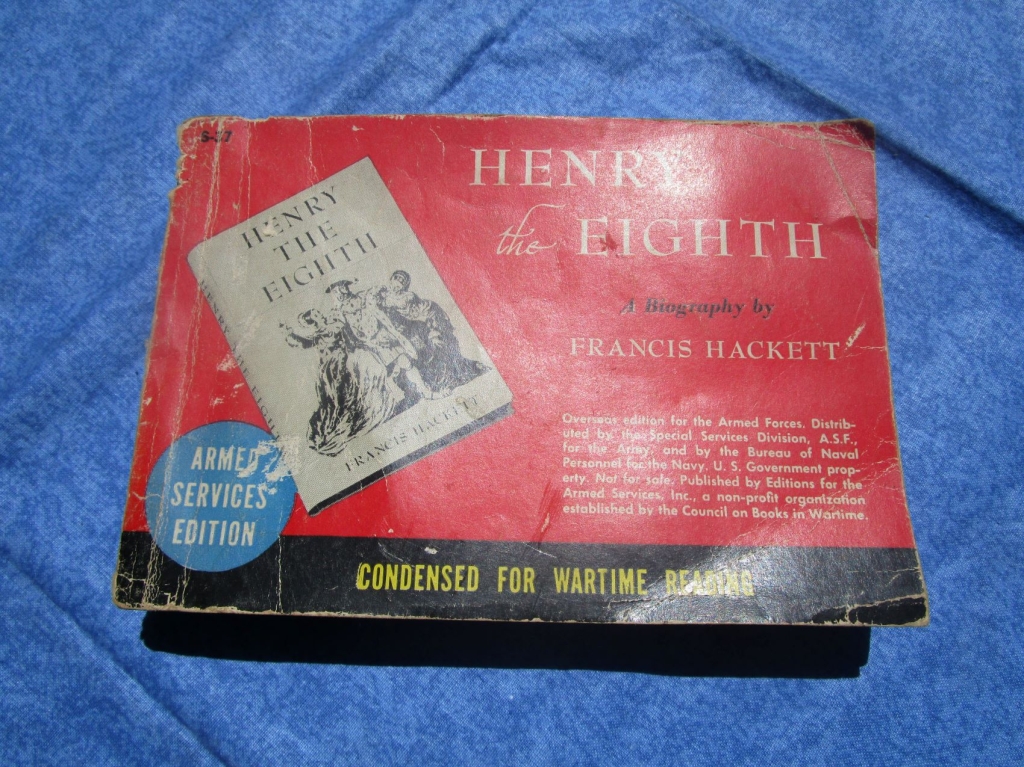 S-37
HENRY
the EIGHTH
A Biography by
FRANCIS HACKETT
HENRY
THE
EIGHTH
FRANCIS HACKETT
Overseas edition for the Armed Forces. Distrib-
uted by the Special Services Division, A.S.F.,
for the Army, and by the Bureau of Naval
Personnel for the Navy. U. S. Government prop-
erty. Not for sale. Published by Editions for the
Armed Services, Inc., a non-profit organization
established by the Council on Books in Wartime.
ARMED
SERVICES
EDITION
CONDENSED FOR WARTIME READING